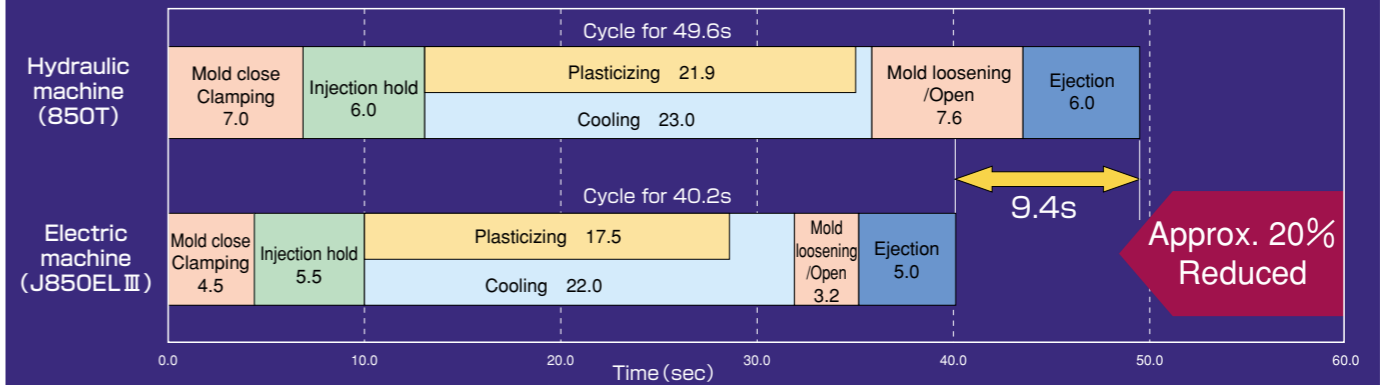 Cycle for 49.6s
Hydraulic
machine
(850T)
Mold close
Clamping
7.0
Injection hold
6.0
Plasticizing 21.9
Cooling 23.0
Mold loosening
/Open
7.6
Ejection
6.0
9.4s
Cycle for 40.2s
Electric
machine
(J850ELⅢ)
Mold close
Clamping
4.5
Injection hold
5.5
Plasticizing 17.5
Cooling 22.0
Mold
loosening
/Open
3.2
Ejection
5.0
Approx. 20%
Reduced
0.0 10.0 20.0 30.0 40.0 50.0 60.0
Time(sec)